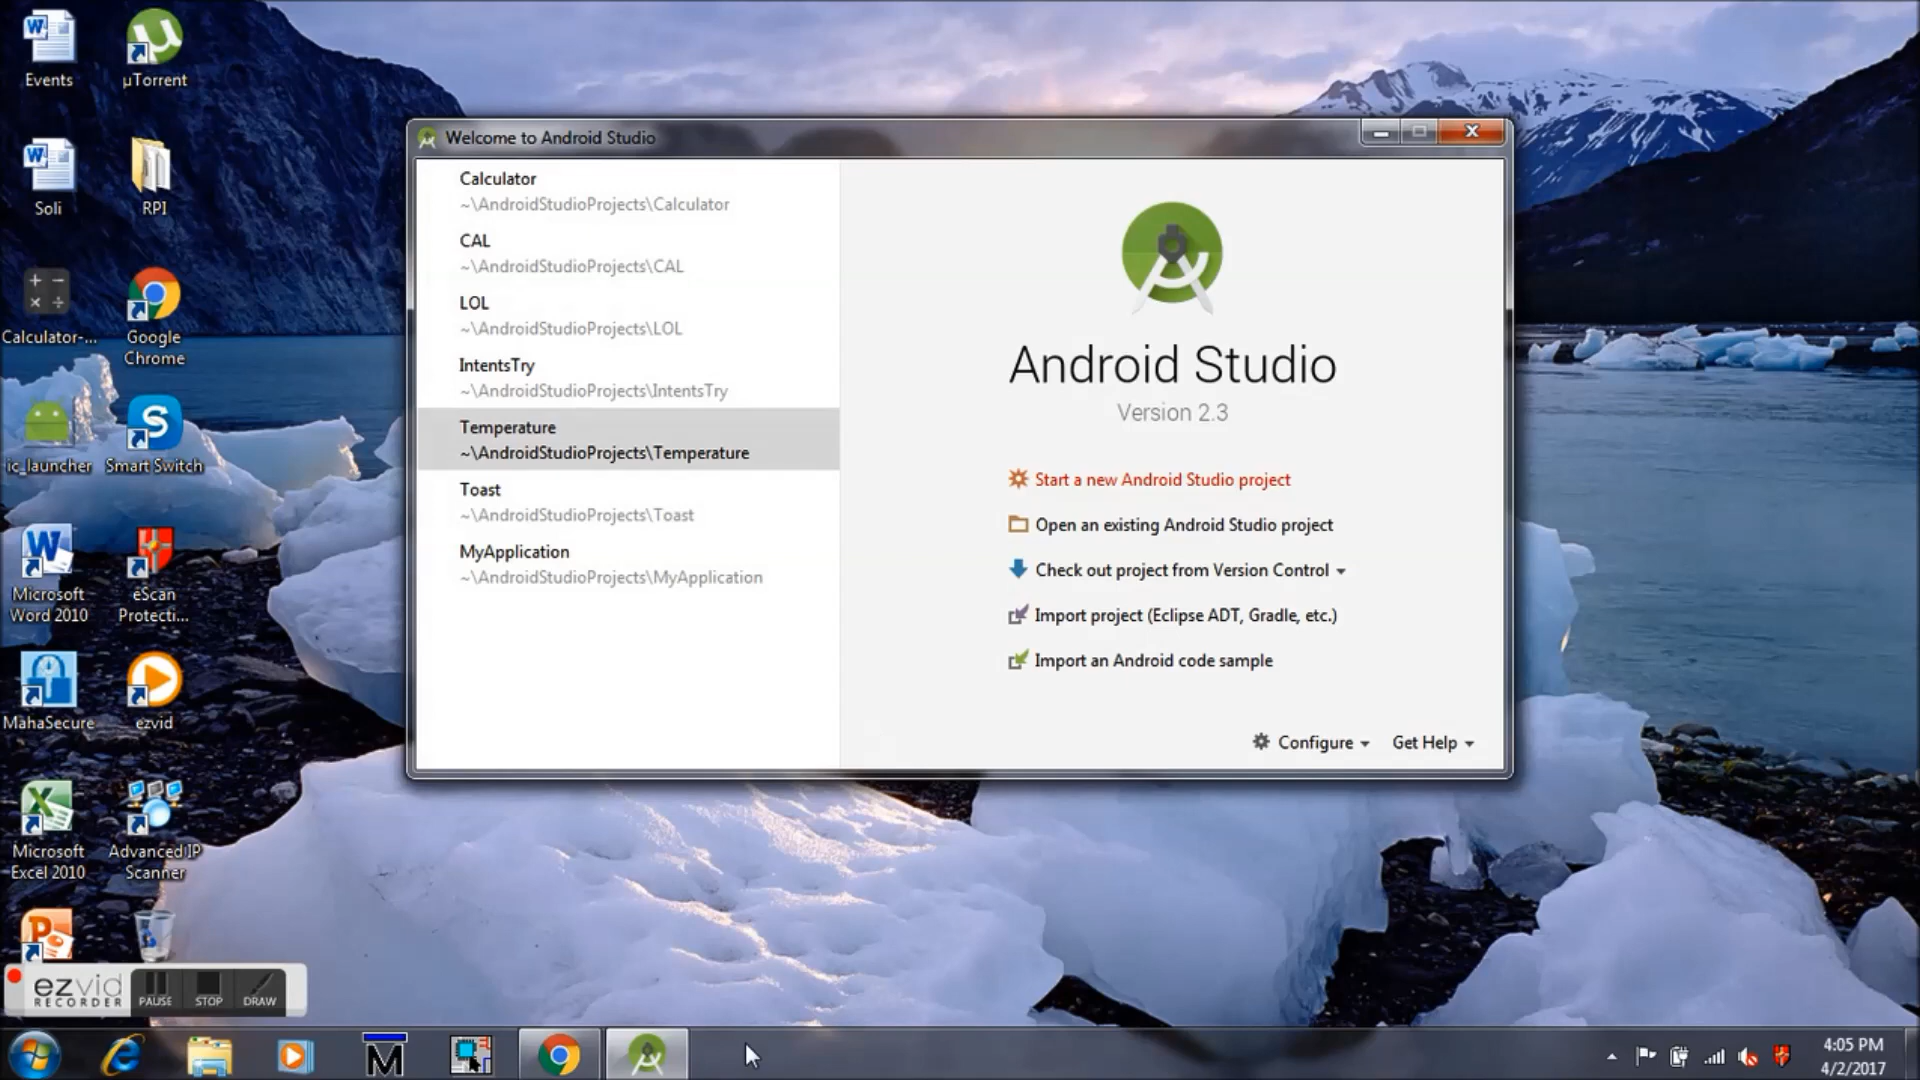 Events
µTorrent
Soli
RPI
Calculator-...
Google
Chrome
ic_launcher
Smart Switch
Microsoft
Word 2010
eScan
Protecti...
MahaSecure
ezvid
Microsoft
Excel 2010
Advanced IP
Scanner
Welcome to Android Studio
Calculator
~\AndroidStudioProjects\Calculator
CAL
~\AndroidStudioProjects\CAL
LOL
~\AndroidStudioProjects\LOL
IntentsTry
~\AndroidStudioProjects\IntentsTry
Temperature
~\AndroidStudioProjects\Temperature
Toast
~\AndroidStudioProjects\Toast
MyApplication
~\AndroidStudioProjects\MyApplication
Android Studio
Version 2.3
Start a new Android Studio project
Open an existing Android Studio project
Check out project from Version Control
Import project (Eclipse ADT, Gradle, etc.)
Import an Android code sample
Configure
Get Help
ezvid
RECORDER
PAUSE
STOP
DRAW
4:05 PM
4/2/2017